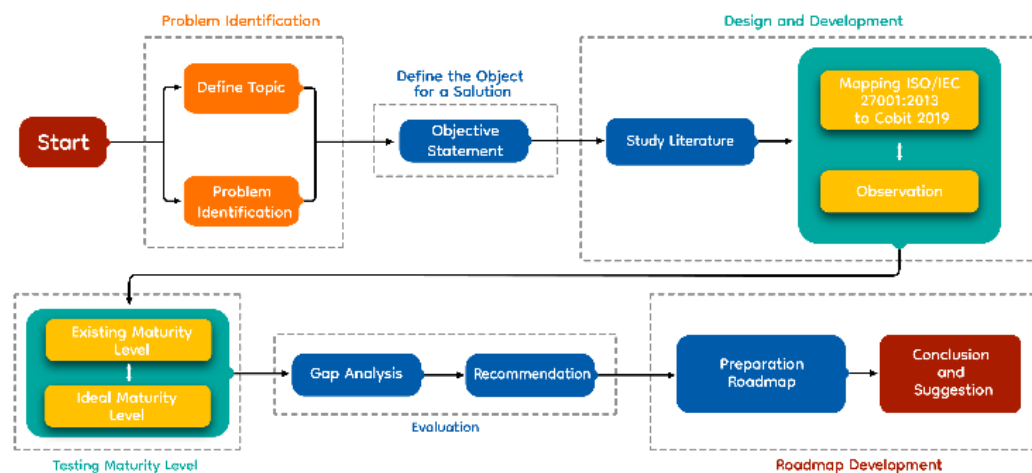 Problem Identification
Design and Development
Define the Object
for a Salution
Start
Define Topic
Problem
Identification
Objective
Statement
Study Literature
Mapping ISO/IEC
27001:2013
to Cobit 2019
Observation
Existing Maturity
Level
Ideal Maturity
Level
Testing Maturity Level
Gap Analysis
Recommendation
Evaluation
Preparation
Roadmap
Conclusion
and
Suggestion
Roadmap Development